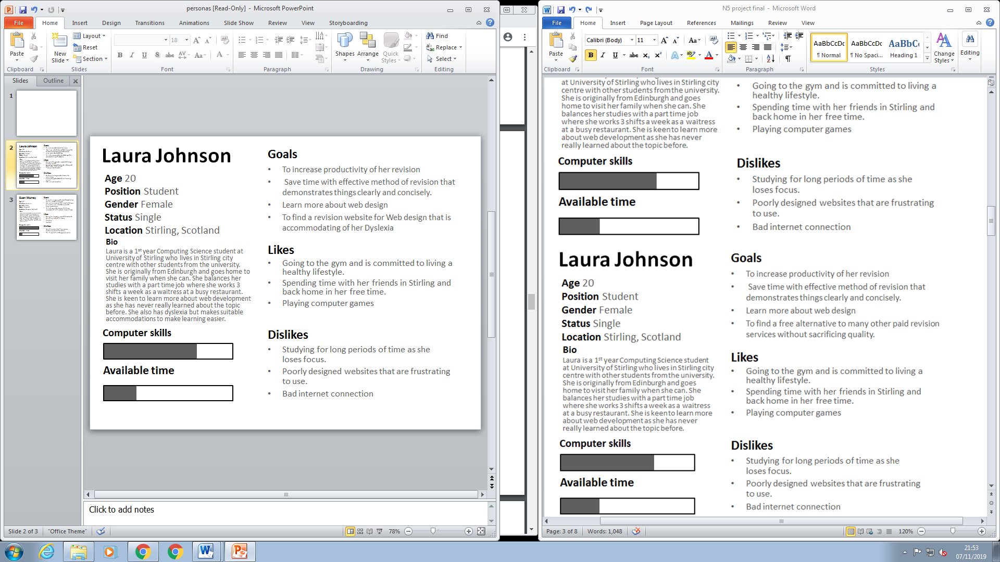 personas [Read-Only] - Microsoft PowerPoint
File Home Insert Design Transitions Animations Slide Show Review View Storyboarding
Paste
New Slide
Layout
Reset
Section
18
Shapes Arrange Quick Styles
Find
Replace
Select
Clipboard Slides Font Paragraph Drawing Editing
Slides Outline
1
2
3
Laura Johnson
Age 20
Position Student
Gender Female
Status Single
Location Stirling, Scotland
Bio
Laura is a 1st year Computing Science student at
University of Stirling who lives in Stirling city
centre with other students from the university.
She is originally from Edinburgh and goes home to
visit her family when she can. She balances her
studies with a part time job where she works 3
shifts a week as a waitress at a busy restaurant.
She is keen to learn more about web development
as she has never really learned about the topic
before. She also has dyslexia but makes suitable
accommodations to make learning easier.
Computer skills
Available time
Goals
• To increase productivity of her revision
• Save time with effective method of revision that
demonstrates things clearly and concisely.
• Learn more about web design
• To find a revision website for Web design that is
accommodating of her Dyslexia
Likes
• Going to the gym and is committed to living a
healthy lifestyle.
• Spending time with her friends in Stirling and
back home in her free time.
• Playing computer games
Dislikes
• Studying for long periods of time as she
loses focus.
• Poorly designed websites that are frustrating
to use.
• Bad internet connection
Click to add notes
Slide 2 of 3 "Office Theme" 78%
N5 project final - Microsoft Word
File Home Insert Page Layout References Mailings Review View
Paste
Calibri (Body) 11
AaBbCcDc AaBbCcDc AaBbC
¶ Normal ¶ No Spaci... Heading 1
Change Styles
Editing
Clipboard Font Paragraph Styles
at University of Stirling who lives in Stirling city
centre with other students from the university.
She is originally from Edinburgh and goes
home to visit her family when she can. She
balances her studies with a part time job
where she works 3 shifts a week as a waitress
at a busy restaurant. She is keen to learn more
about web development as she has never
really learned about the topic before.
Computer skills
Available time
• Going to the gym and is committed to living a
healthy lifestyle.
• Spending time with her friends in Stirling and
back home in her free time.
• Playing computer games
Dislikes
• Studying for long periods of time as she
loses focus.
• Poorly designed websites that are frustrating
to use.
• Bad internet connection
Laura Johnson
Age 20
Position Student
Gender Female
Status Single
Location Stirling, Scotland
Bio
Laura is a 1st year Computing Science student
at University of Stirling who lives in Stirling city
centre with other students from the university.
She is originally from Edinburgh and goes
home to visit her family when she can. She
balances her studies with a part time job
where she works 3 shifts a week as a waitress
at a busy restaurant. She is keen to learn more
about web development as she has never
really learned about the topic before.
Computer skills
Available time
Goals
• To increase productivity of her revision
• Save time with effective method of revision that
demonstrates things clearly and concisely.
• Learn more about web design
• To find a free alternative to many other paid revision
services without sacrificing quality.
Likes
• Going to the gym and is committed to living a
healthy lifestyle.
• Spending time with her friends in Stirling and
back home in her free time.
• Playing computer games
Dislikes
• Studying for long periods of time as she
loses focus.
• Poorly designed websites that are frustrating
to use.
• Bad internet connection
Page: 3 of 8 Words: 1,048 120%
21:53
07/11/2019